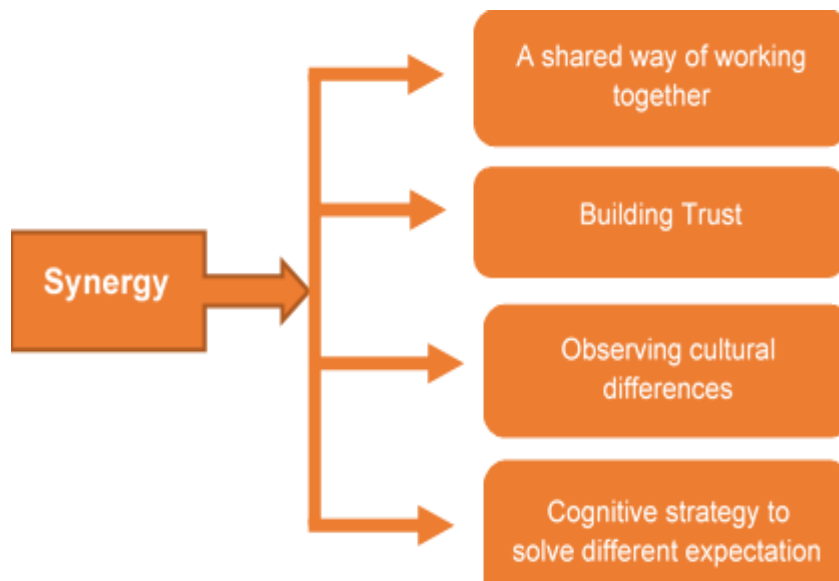 Synergy
A shared way of working
together
Building Trust
Observing cultural
differences
Cognitive strategy to
solve different expectation